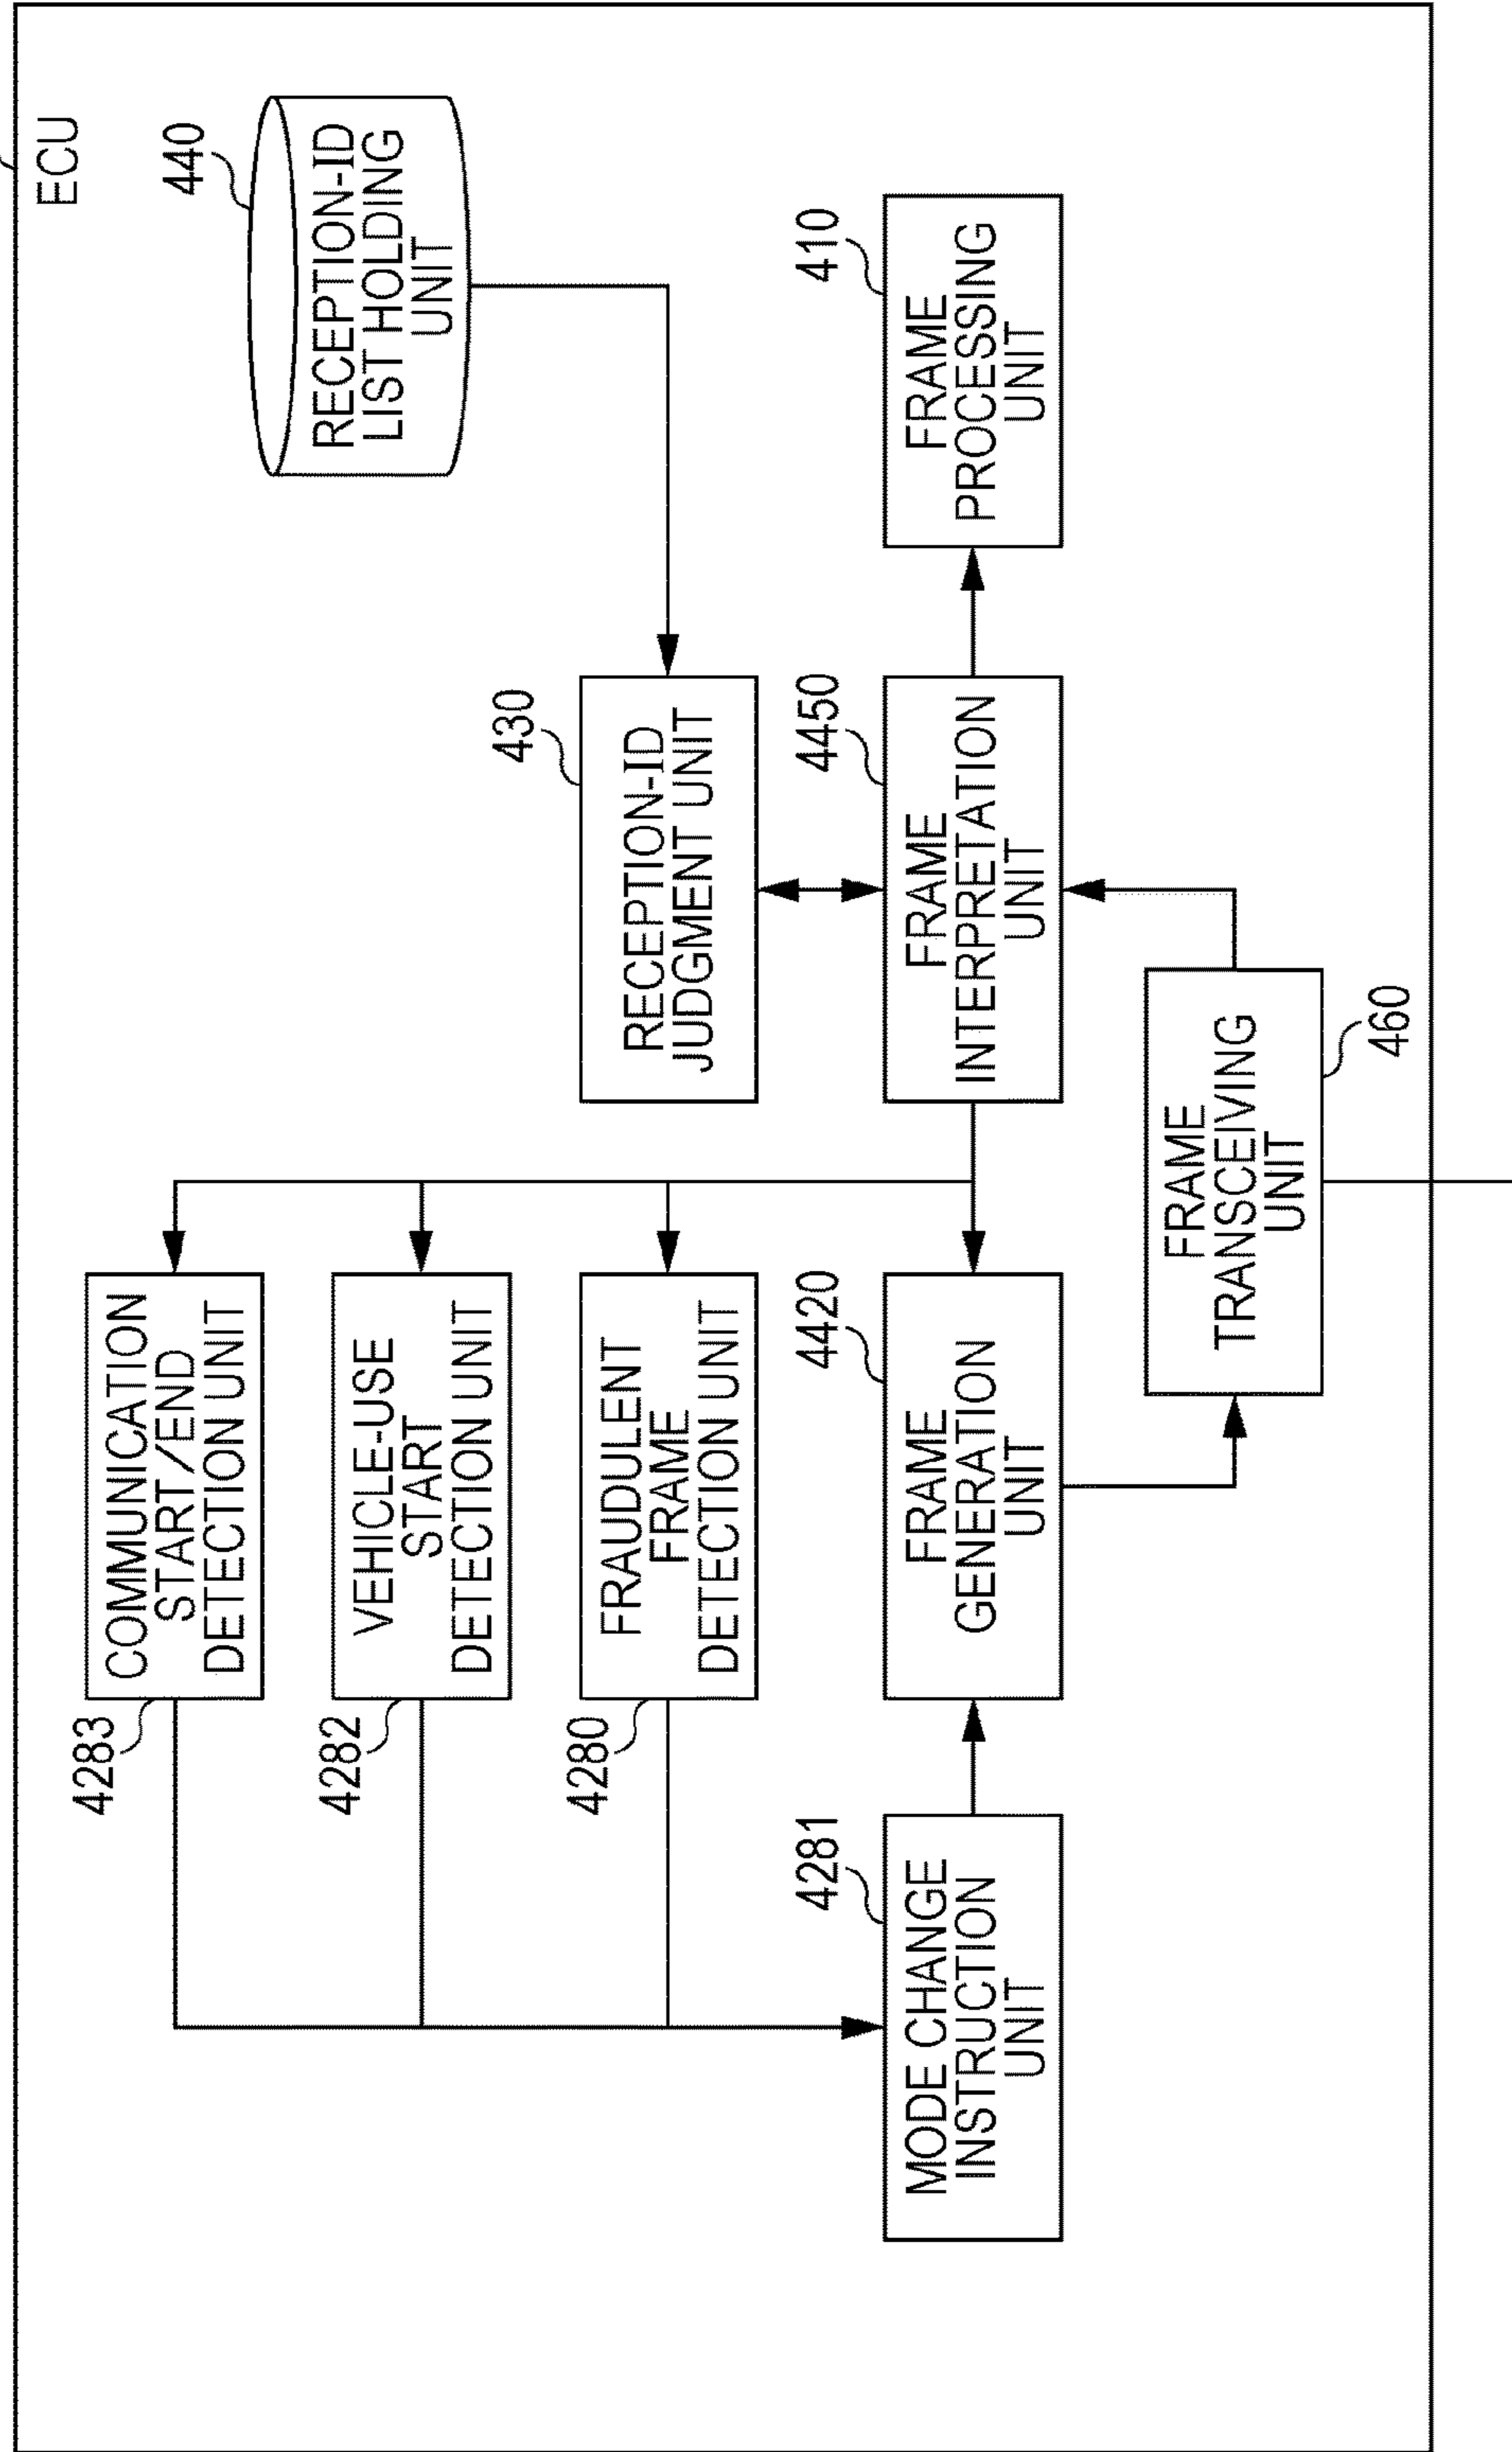 ECU
4283
COMMUNICATION
START/END
DETECTION UNIT
4282
VEHICLE-USE
START
DETECTION UNIT
4280
FRAUDULENT
FRAME
DETECTION UNIT
430
RECEPTION-ID
JUDGMENT UNIT
440
RECEPTION-ID
LIST HOLDING
UNIT
4281
MODE CHANGE
INSTRUCTION
UNIT
4420
FRAME
GENERATION
UNIT
4450
FRAME
INTERPRETATION
UNIT
410
FRAME
PROCESSING
UNIT
FRAME
TRANSCEIVING
UNIT
460